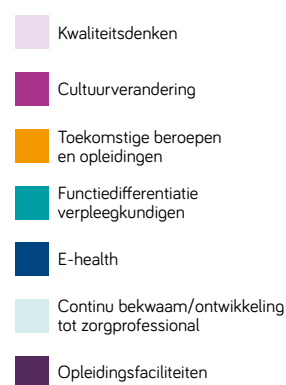 Kwaliteitsdenken
Cultuurverandering
Toekomstige beroepen
en opleidingen
Functiedifferentiatie
verpleegkundigen
E-health
Continu bekwaam/ontwikkeling
tot zorgprofessional
Opleidingsfaciliteiten